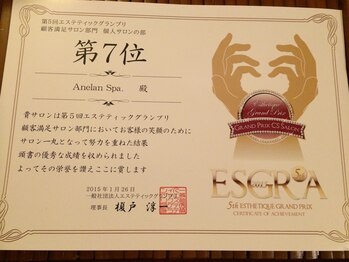 第5回エステティックグランプリ
顧客満足サロン部門 個人サロンの部
第7位
Anelan Spa. 殿
貴サロンは第5回エステティックグランプリ
顧客満足サロン部門においてお客様の笑顔のために
サロン一丸となって努力を重ねた結果
頭書の優秀な成績を収められました
よってその栄誉を讃えここに賞します
2015年1月26日
一般社団法人エステティックグランプリ
理事長 榎戸 淳一
Esthetique
Grand Prix
GRAND PRIX CS SALON
ESGRA
5th
5TH ESTHETIQUE GRAND PRIX
CERTIFICATE OF ACHIEVEMENT